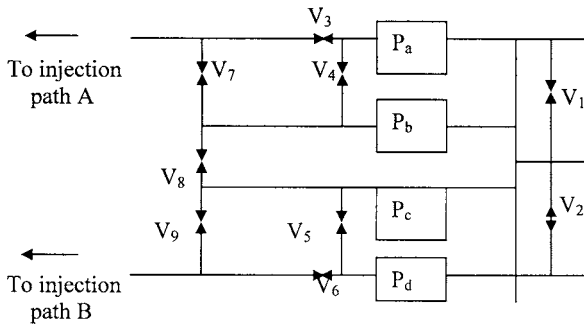 V3
Pa
To injection
path A
V7
V4
V1
Pb
V8
V2
Pc
V9
V5
To injection
path B
V6
Pd